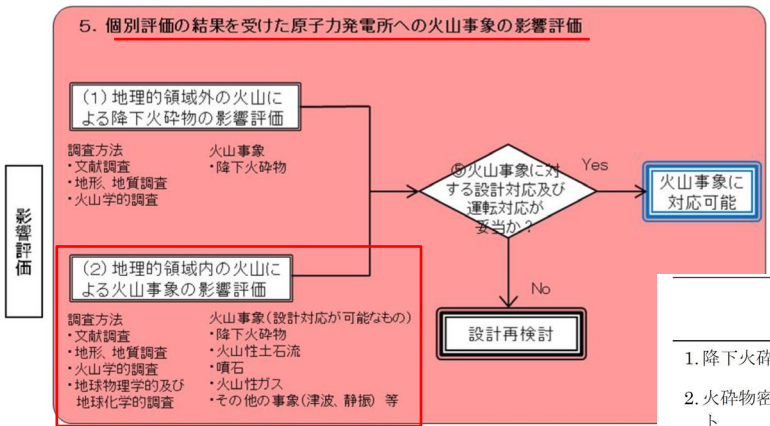 5. 個別評価の結果を受けた原子力発電所への火山事象の影響評価
影響評価
(1)地理的領域外の火山に
よる降下火砕物の影響評価
調査方法
・文献調査
・地形、地質調査
・火山学的調査
火山事象
・降下火砕物
(2)地理的領域内の火山に
よる火山事象の影響評価
調査方法
・文献調査
・地形、地質調査
・火山学的調査
・地球物理学的及び
地球化学的調査
火山事象(設計対応が可能なもの)
・降下火砕物
・火山性土石流
・噴石
・火山性ガス
・その他の事象(津波、静振) 等
⑤火山事象に対
する設計対応及び
運転対応が
妥当か?
Yes
火山事象に
対応可能
No
設計再検討
1.降下火砕
2.火砕物密
ト